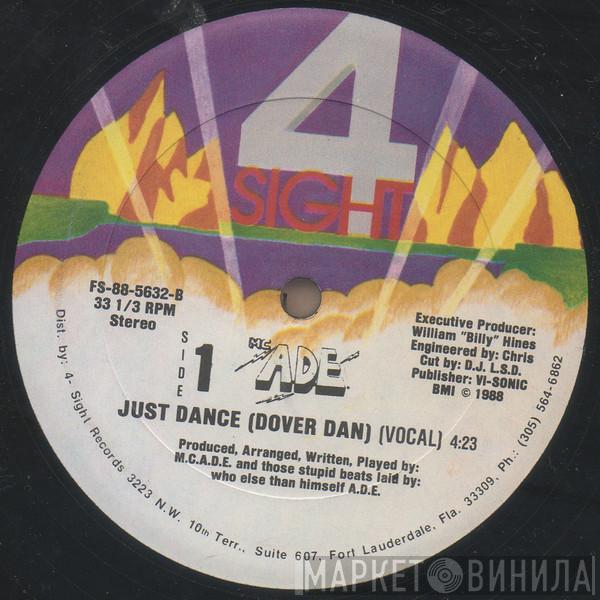 4
SIGHT
FS-88-5632-B
33 1/3 RPM
Stereo
SIDE
1
MC
ADE
Executive Producer:
William "Billy" Hines
Engineered by: Chris
Cut by: D.J. L.S.D.
Publisher: VI-SONIC
BMI © 1988
JUST DANCE (DOVER DAN) (VOCAL) 4:23
Produced, Arranged, Written, Played by:
M.C.A.D.E. and those stupid beats laid by:
who else than himself A.D.E.
Dist. by: 4- Sight Records 3223 N.W. 10th Terr., Suite 607, Fort Lauderdale, Fla. 33309. Ph.: (305) 564-6862
МАРКЕТ ВИНИЛА